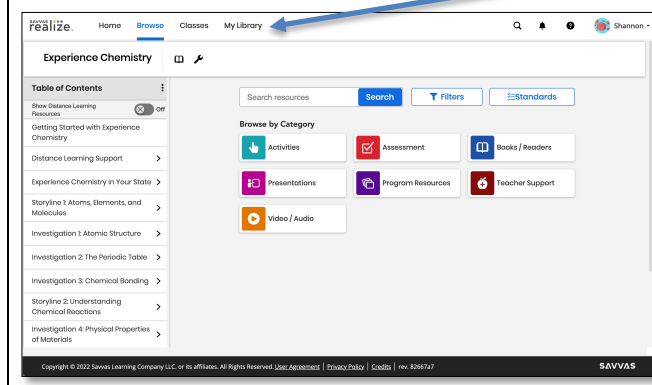 SAVVAS
realize. Home Browse Classes My Library Shannon
Experience Chemistry
Table of Contents
Show Distance Learning
Resources
Off
Getting Started with Experience
Chemistry
Distance Learning Support
Experience Chemistry in Your State
Storyline 1: Atoms, Elements, and
Molecules
Investigation 1: Atomic Structure
Investigation 2: The Periodic Table
Investigation 3: Chemical Bonding
Storyline 2: Understanding
Chemical Reactions
Investigation 4: Physical Properties
of Materials
Search resources Search Filters Standards
Browse by Category
Activities Assessment Books / Readers
Presentations Program Resources Teacher Support
Video / Audio
Copyright © 2022 Savvas Learning Company LLC. or its affiliates. All Rights Reserved. User Agreement | Privacy Policy | Credits | rev. 82667a7 SAVVAS